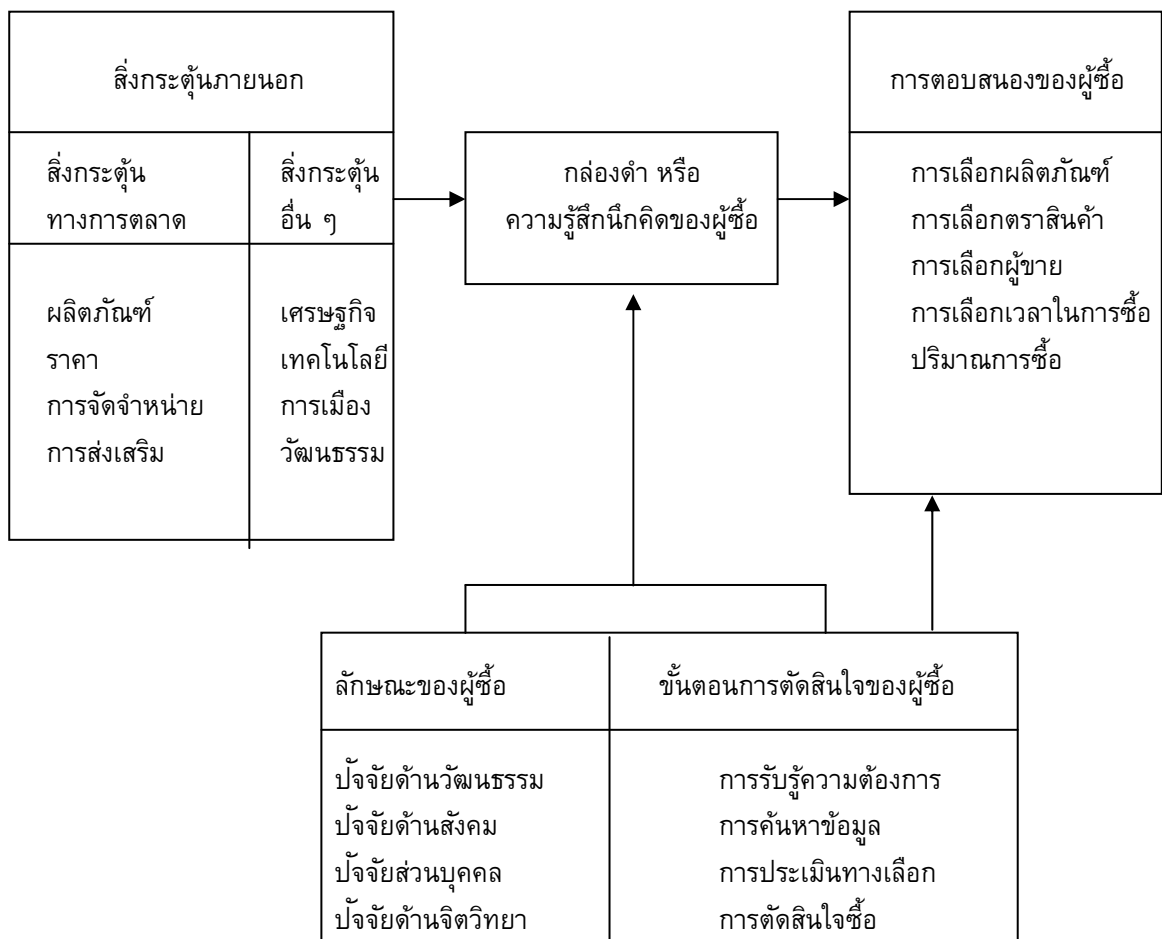 สิ่งกระตุ้นภายนอก
สิ่งกระตุ้น
ทางการตลาด
สิ่งกระตุ้น
อื่น ๆ
ผลิตภัณฑ์
ราคา
การจัดจำหน่าย
การส่งเสริม
เศรษฐกิจ
เทคโนโลยี
การเมือง
วัฒนธรรม
กล่องดำ หรือ
ความรู้สึกนึกคิดของผู้ซื้อ
การตอบสนองของผู้ซื้อ
การเลือกผลิตภัณฑ์
การเลือกตราสินค้า
การเลือกผู้ขาย
การเลือกเวลาในการซื้อ
ปริมาณการซื้อ
ลักษณะของผู้ซื้อ
ปัจจัยด้านวัฒนธรรม
ปัจจัยด้านสังคม
ปัจจัยส่วนบุคคล
ปัจจัยด้านจิตวิทยา
ขั้นตอนการตัดสินใจของผู้ซื้อ
การรับรู้ความต้องการ
การค้นหาข้อมูล
การประเมินทางเลือก
การตัดสินใจซื้อ